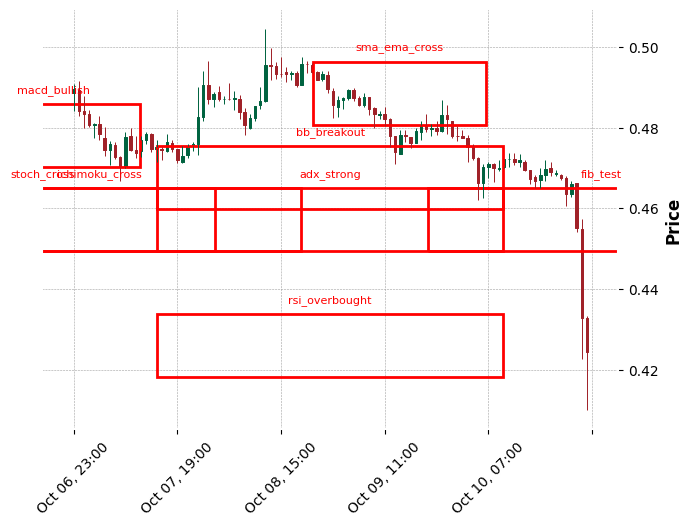 sma_ema_cross
macd_bullish
bb_breakout
stoch_cross
ichimoku_cross
adx_strong
fib_test
rsi_overbought
0.50
0.48
0.46
0.44
0.42
Price
Oct 06, 23:00
Oct 07, 19:00
Oct 08, 15:00
Oct 09, 11:00
Oct 10, 07:00